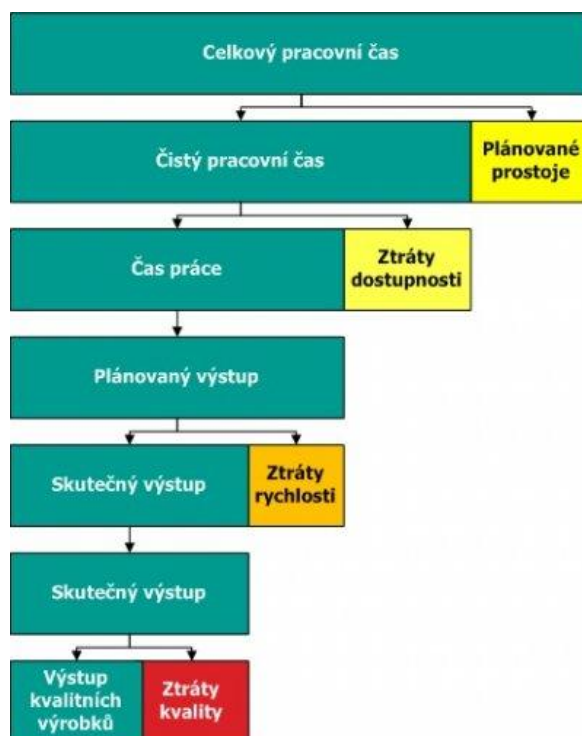 Celkový pracovní čas
Čistý pracovní čas
Plánované
prostoje
Čas práce
Ztráty
dostupnosti
Plánovaný výstup
Skutečný výstup
Ztráty
rychlosti
Skutečný výstup
Výstup
kvalitních
výrobků
Ztráty
kvality